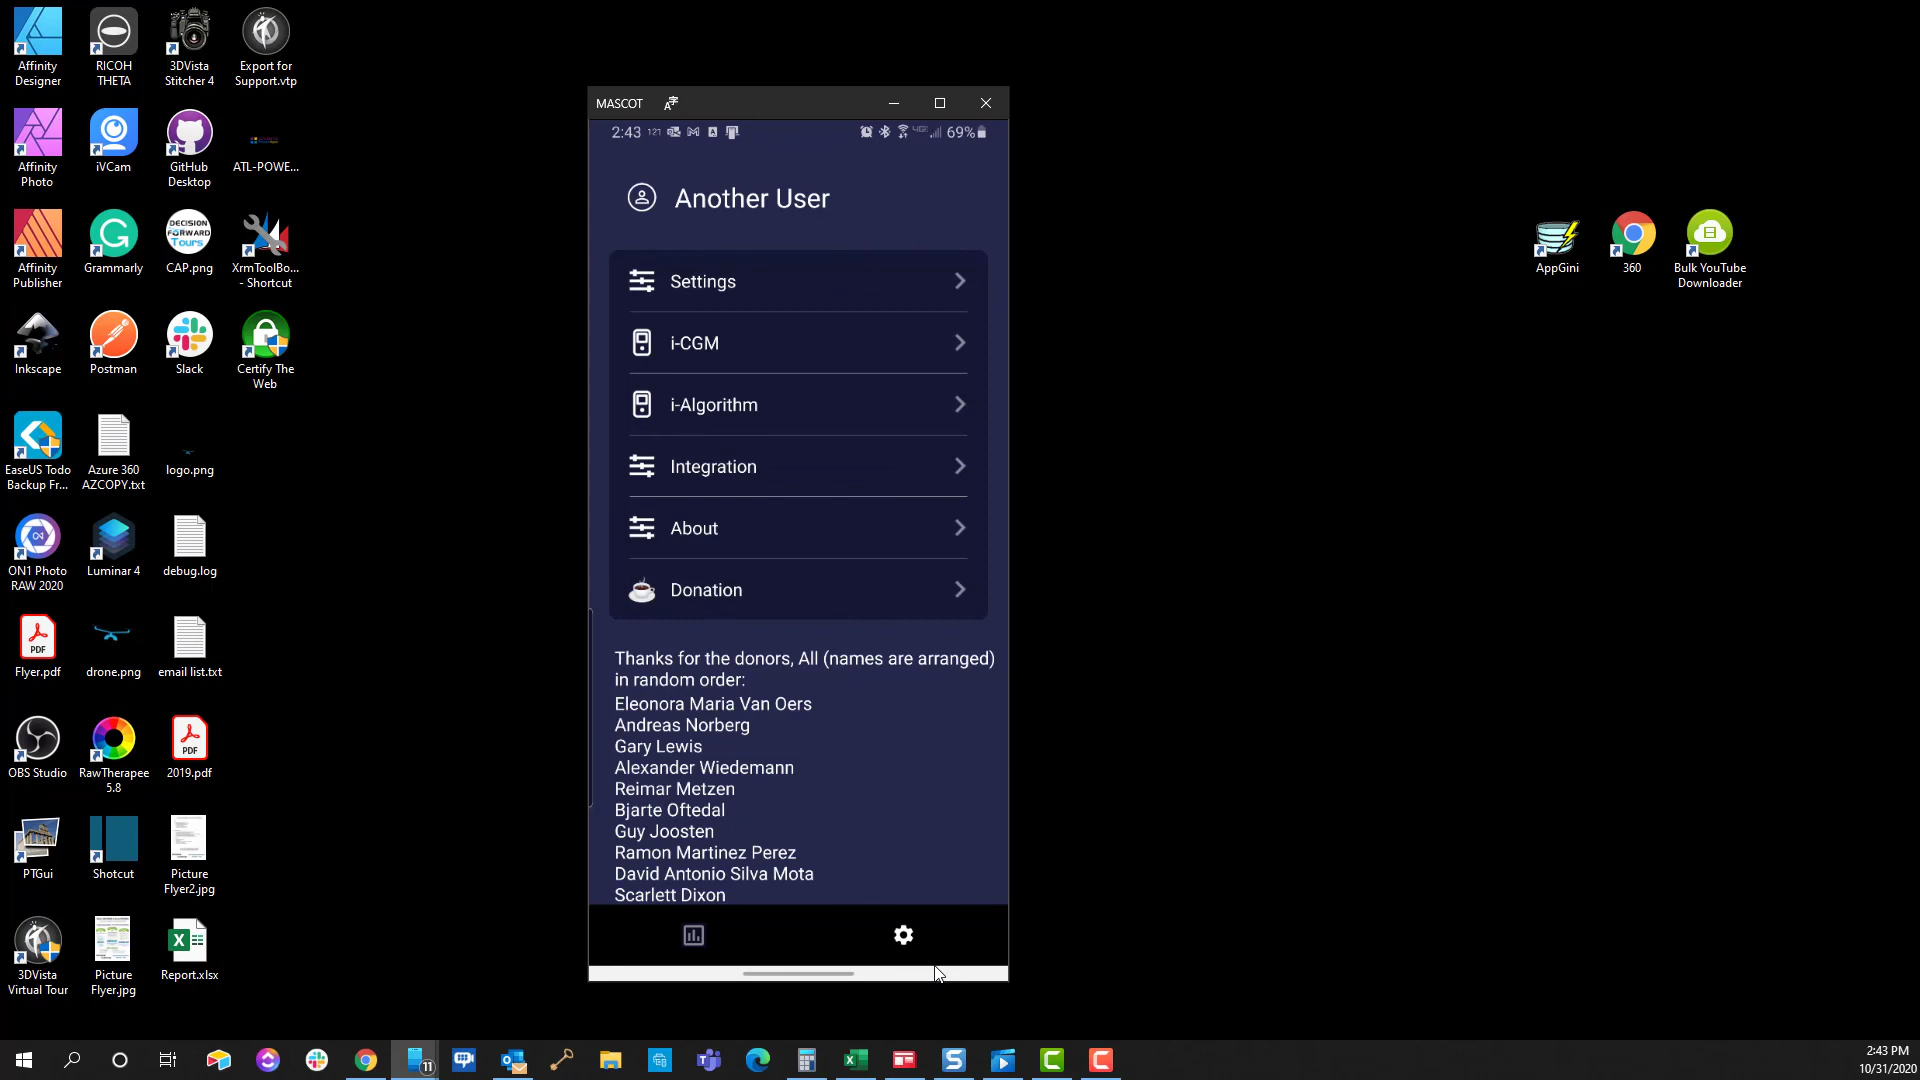 Affinity
Designer
RICOH
THETA
3DVista
Stitcher 4
Export for
Support.vtp
Affinity
Photo
iVCam
GitHub
Desktop
ATL-POWE...
Affinity
Publisher
Grammarly
DECISION
FORWARD
Tours
CAP.png
XrmToolBo...
- Shortcut
Inkscape
Postman
Slack
Certify The
Web
EaseUS Todo
Backup Fr...
Azure 360
AZCOPY.txt
logo.png
ON1 Photo
RAW 2020
Luminar 4
debug.log
PDF
Flyer.pdf
drone.png
email list.txt
OBS Studio
RawTherapee
5.8
PDF
2019.pdf
PTGui
Shotcut
Picture
Flyer2.jpg
3DVista
Virtual Tour
Picture
Flyer.jpg
Report.xlsx
MASCOT
2:43
69%
Another User
Settings
i-CGM
i-Algorithm
Integration
About
Donation
Thanks for the donors, All (names are arranged)
in random order:
Eleonora Maria Van Oers
Andreas Norberg
Gary Lewis
Alexander Wiedemann
Reimar Metzen
Bjarte Oftedal
Guy Joosten
Ramon Martinez Perez
David Antonio Silva Mota
Scarlett Dixon
AppGini
360
Bulk YouTube
Downloader
11
2:43 PM
10/31/2020